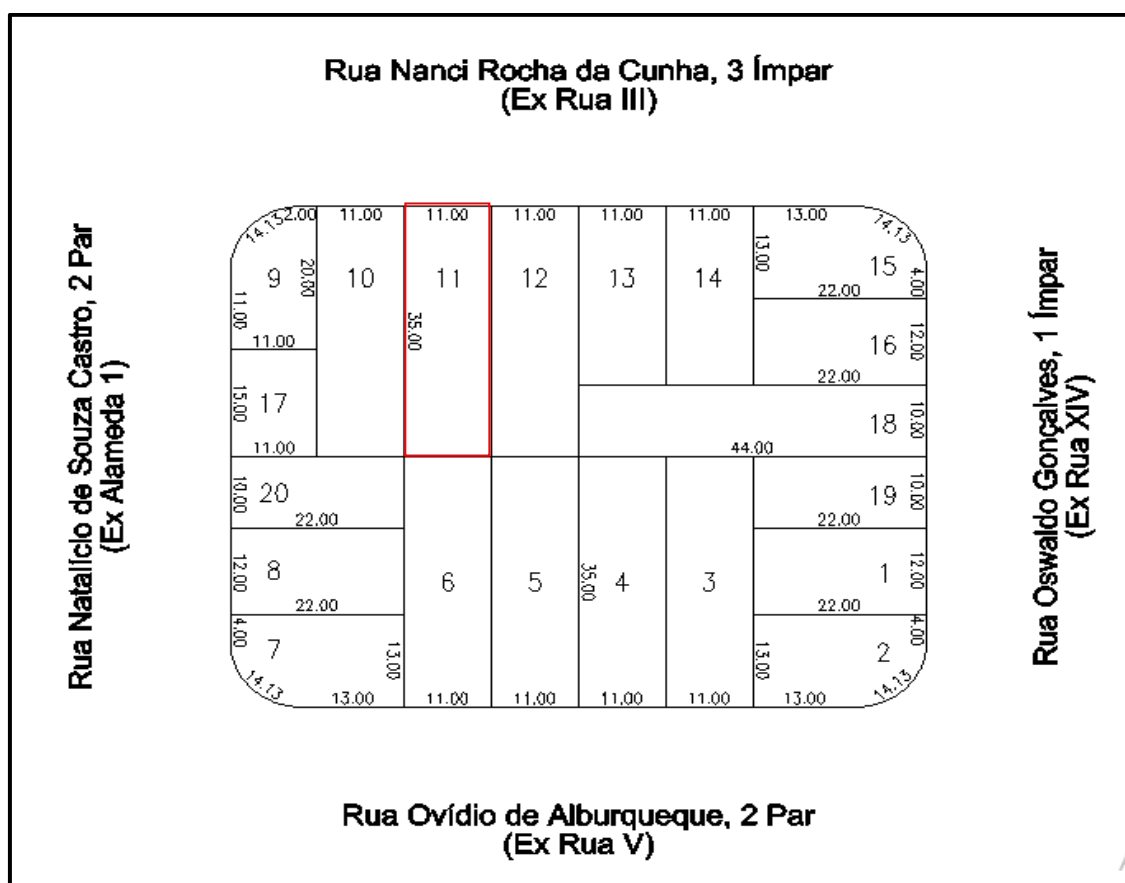 Rua Nanci Rocha da Cunha, 3 Ímpar
(Ex Rua III)
Rua Natalício de Souza Castro, 2 Par
(Ex Alameda 1)
14.13 2.00 11.00 11.00 11.00 11.00 11.00 13.00 14.13
9 20.00 10 11 12 13 14 13.00 15 4.00
11.00 22.00
11.00 35.00 16 12.00
15.00 17 22.00
18 10.00
11.00 44.00
10.00 20 19 10.00
22.00 22.00
12.00 8 6 5 35.00 4 3 1 12.00
22.00 22.00
4.00 7 13.00 13.00 2 4.00
14.13 13.00 11.00 11.00 11.00 11.00 13.00 14.13
Rua Oswaldo Gonçalves, 1 Ímpar
(Ex Rua XIV)
Rua Ovídio de Alburqueque, 2 Par
(Ex Rua V)